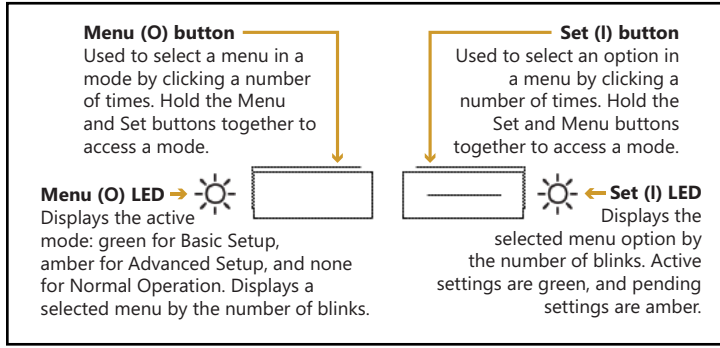 Menu (O) button
Used to select a menu in a
mode by clicking a number
of times. Hold the Menu
and Set buttons together to
access a mode.
Set (l) button
Used to select an option in
a menu by clicking a
number of times. Hold the
Set and Menu buttons
together to access a mode.
Menu (O) LED
Displays the active
mode: green for Basic Setup,
amber for Advanced Setup, and none
for Normal Operation. Displays a
selected menu by the number of blinks.
Set (l) LED
Displays the
selected menu option by
the number of blinks. Active
settings are green, and pending
settings are amber.